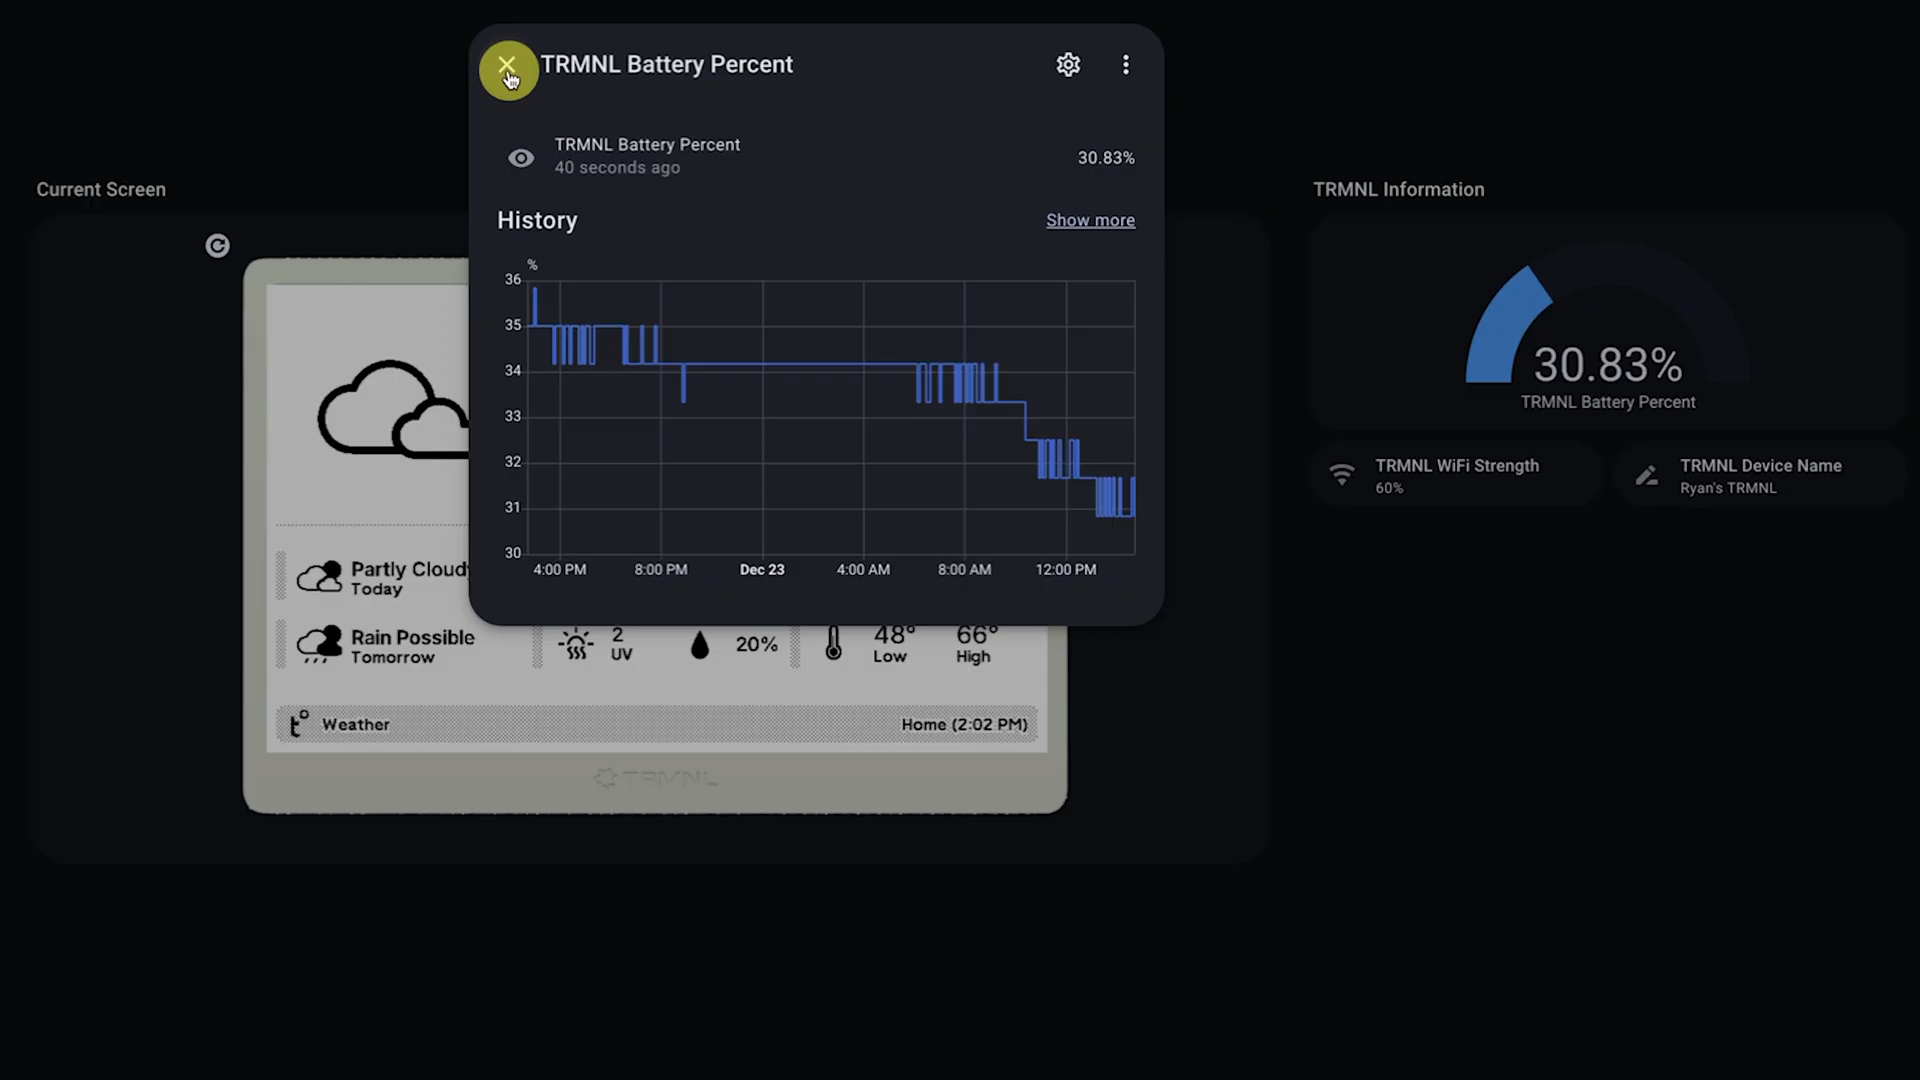 TRMNL Battery Percent
TRMNL Battery Percent
40 seconds ago
30.83%
History
Show more
%
36
35
34
33
32
31
30
4:00 PM
8:00 PM
Dec 23
4:00 AM
8:00 AM
12:00 PM
Current Screen
Partly Cloudy
Today
Rain Possible
Tomorrow
2
UV
20%
48°
Low
66°
High
Weather
Home (2:02 PM)
TRMNL
TRMNL Information
30.83%
TRMNL Battery Percent
TRMNL WiFi Strength
60%
TRMNL Device Name
Ryan's TRMNL